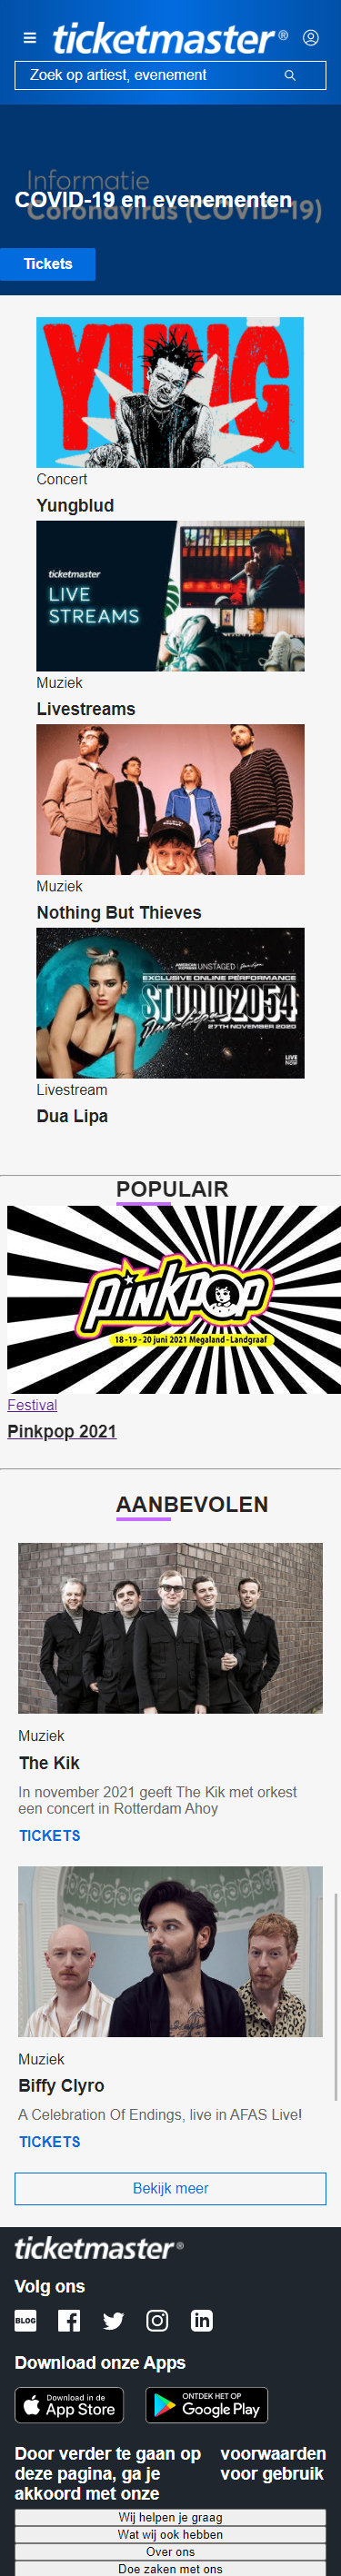 ticketmaster®
Zoek op artiest, evenement
Informatie
COVID-19 en evenementen
Coronavirus (COVID-19)
Tickets
YUNG
Concert
Yungblud
ticketmaster
LIVE
STREAMS
Muziek
Livestreams
Muziek
Nothing But Thieves
AMERICAN EXPRESS UNSTAGED
EXCLUSIVE ONLINE PERFORMANCE
STUDIO2054
Dua Lipa
27TH NOVEMBER 2020
LIVE NOW
Livestream
Dua Lipa
POPULAIR
PINKPOP
18 - 19 - 20 juni 2021 Megaland - Landgraaf
Festival
Pinkpop 2021
AANBEVOLEN
Muziek
The Kik
In november 2021 geeft The Kik met orkest
een concert in Rotterdam Ahoy
TICKETS
Muziek
Biffy Clyro
A Celebration Of Endings, live in AFAS Live!
TICKETS
Bekijk meer
ticketmaster®
Volg ons
BLOG
in
Download onze Apps
Download in de
App Store
ONTDEK HET OP
Google Play
Door verder te gaan op
deze pagina, ga je
akkoord met onze
voorwaarden
voor gebruik
Wij helpen je graag
Wat wij ook hebben
Over ons
Doe zaken met ons